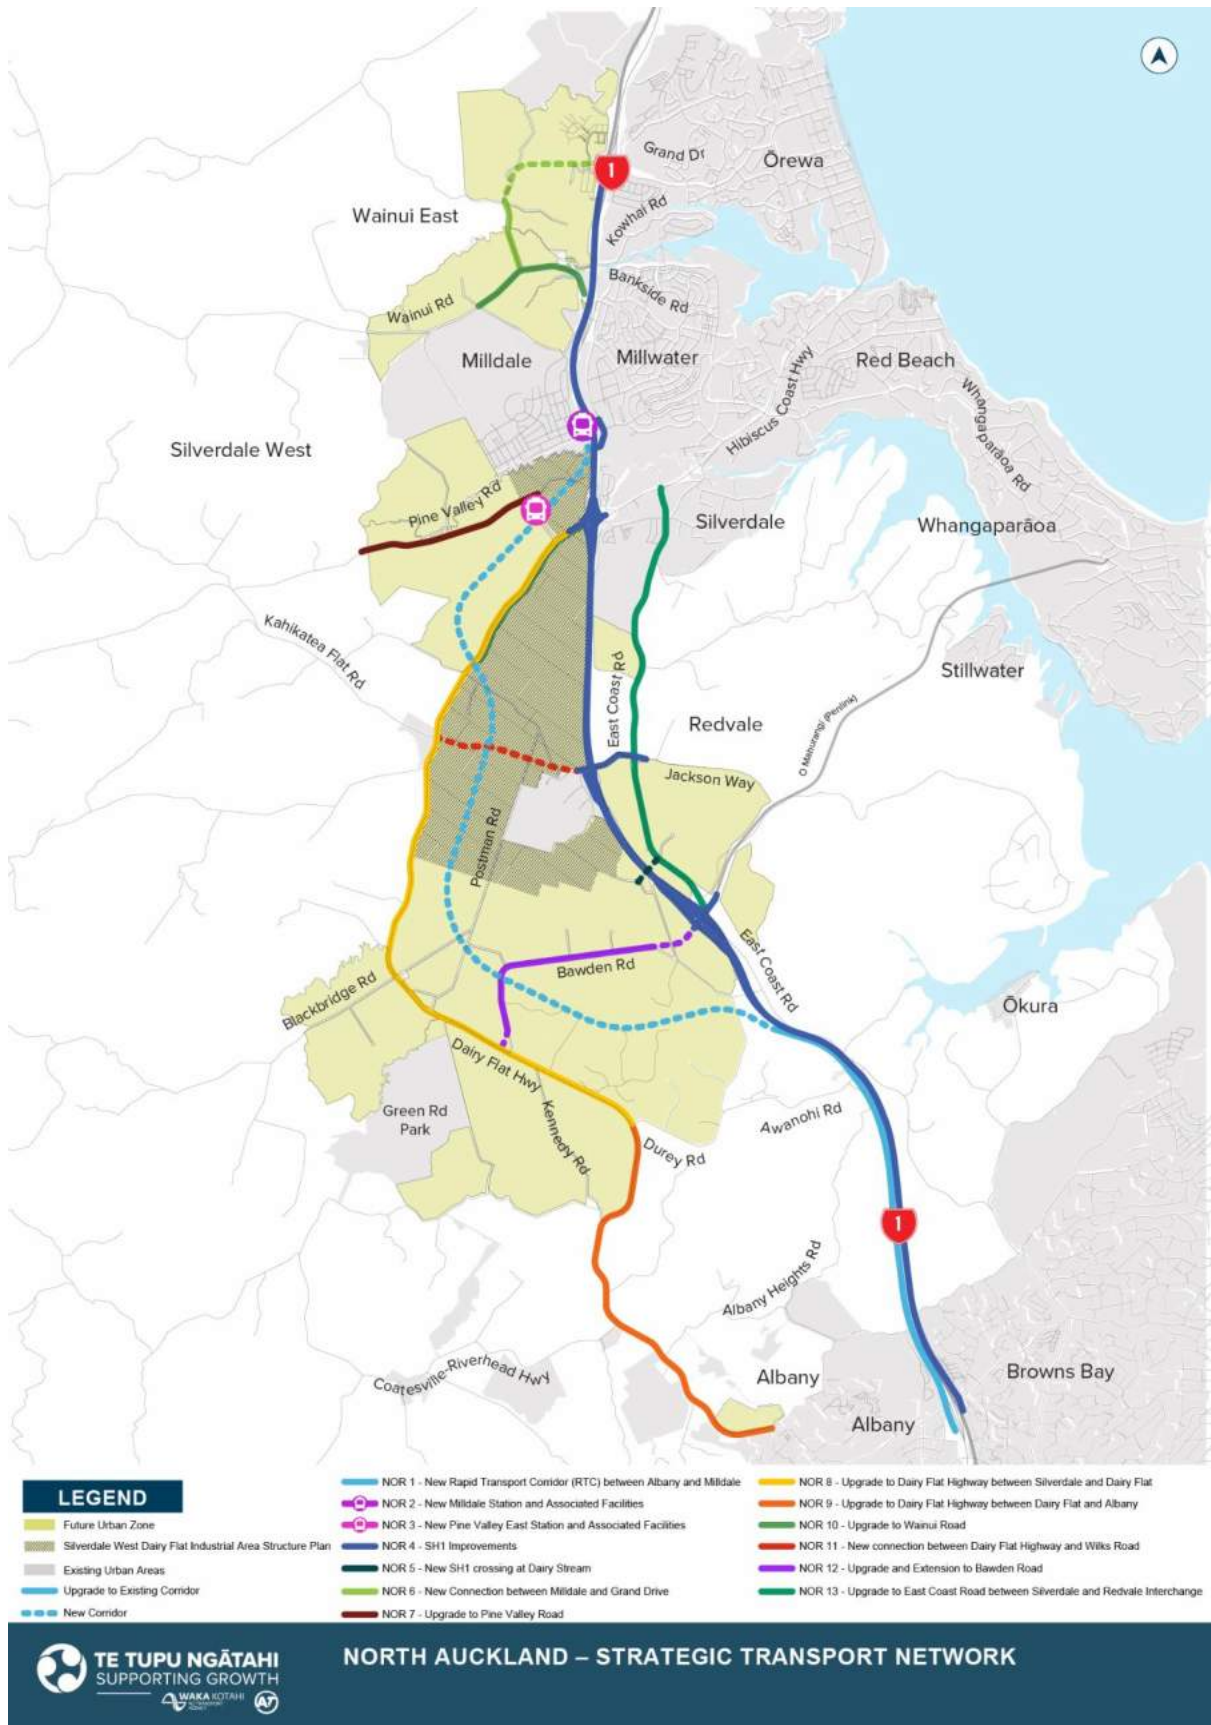 1
Grand Dr
Ōrewa
Wainui East
Kowhai Rd
Bankside Rd
Wainui Rd
Milldale
Millwater
Hibiscus Coast Hwy
Red Beach
Whangaparāoa Rd
Silverdale West
Pine Valley Rd
Silverdale
Whangaparāoa
Kahikatea Flat Rd
East Coast Rd
Stillwater
Redvale
O Mahurangi (Penlink)
Jackson Way
Postman Rd
East Coast Rd
Bawden Rd
Blackbridge Rd
Ōkura
Dairy Flat Hwy
Green Rd
Park
Kennedy Rd
Awanohi Rd
Durey Rd
1
Albany Heights Rd
Coatesville-Riverhead Hwy
Albany
Browns Bay
Albany
LEGEND
Future Urban Zone
Silverdale West Dairy Flat Industrial Area Structure Plan
Existing Urban Areas
Upgrade to Existing Corridor
New Corridor
NOR 1 - New Rapid Transport Corridor (RTC) between Albany and Milldale
NOR 2 - New Milldale Station and Associated Facilities
NOR 3 - New Pine Valley East Station and Associated Facilities
NOR 4 - SH1 Improvements
NOR 5 - New SH1 crossing at Dairy Stream
NOR 6 - New Connection between Milldale and Grand Drive
NOR 7 - Upgrade to Pine Valley Road
NOR 8 - Upgrade to Dairy Flat Highway between Silverdale and Dairy Flat
NOR 9 - Upgrade to Dairy Flat Highway between Dairy Flat and Albany
NOR 10 - Upgrade to Wainui Road
NOR 11 - New connection between Dairy Flat Highway and Wilks Road
NOR 12 - Upgrade and Extension to Bawden Road
NOR 13 - Upgrade to East Coast Road between Silverdale and Redvale Interchange
TE TUPU NGĀTAHI
SUPPORTING GROWTH
WAKA KOTAHI
AT
NORTH AUCKLAND – STRATEGIC TRANSPORT NETWORK